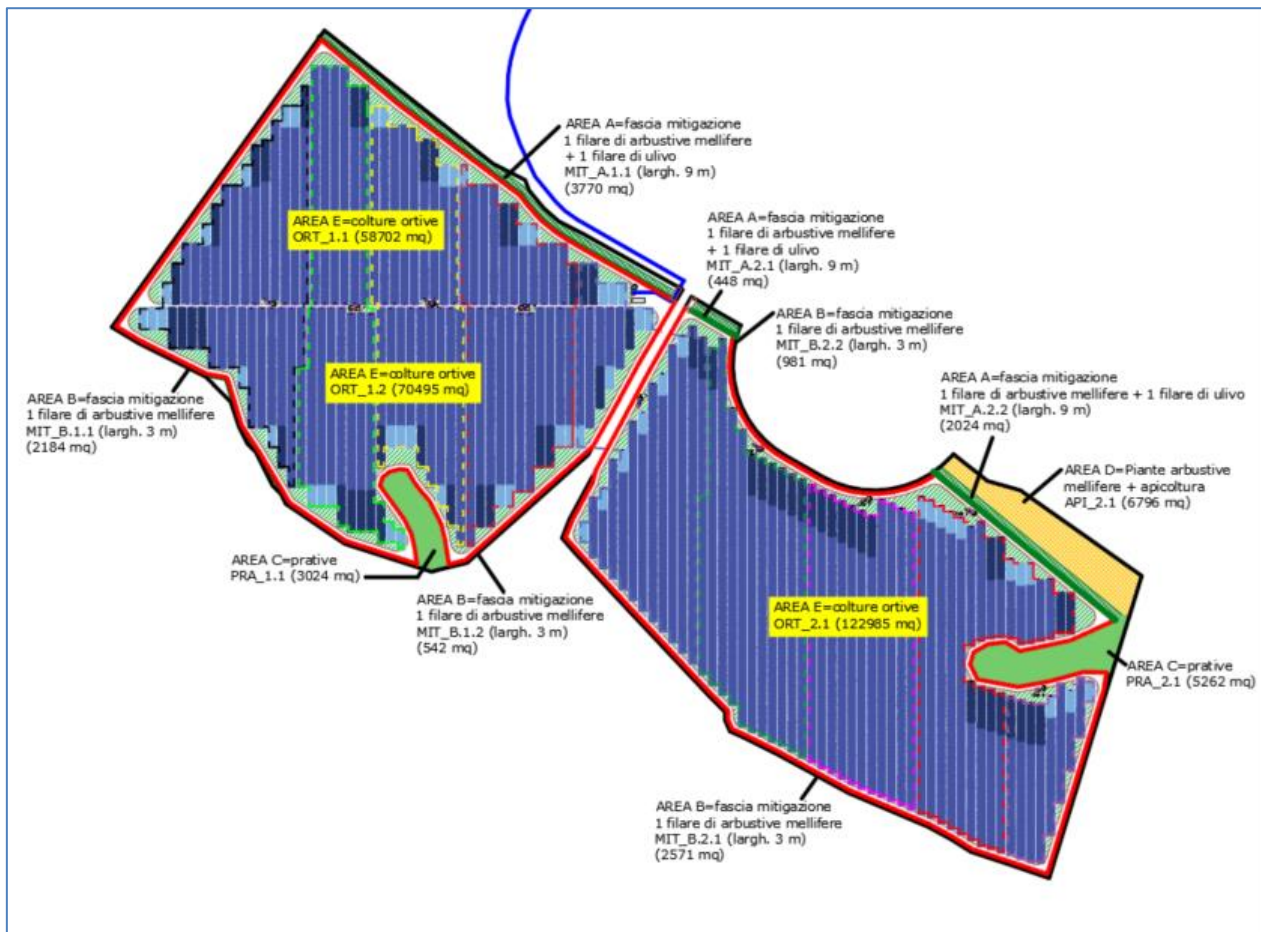 AREA A=fascia mitigazione
1 filare di arbustive mellifere
+ 1 filare di ulivo
MIT_A.1.1 (largh. 9 m)
(3770 mq)
AREA E=colture ortive
ORT_1.1 (58702 mq)
AREA A=fascia mitigazione
1 filare di arbustive mellifere
+ 1 filare di ulivo
MIT_A.2.1 (largh. 9 m)
(448 mq)
AREA B=fascia mitigazione
1 filare di arbustive mellifere
MIT_B.2.2 (largh. 3 m)
(981 mq)
AREA E=colture ortive
ORT_1.2 (70495 mq)
AREA B=fascia mitigazione
1 filare di arbustive mellifere
MIT_B.1.1 (largh. 3 m)
(2184 mq)
AREA A=fascia mitigazione
1 filare di arbustive mellifere + 1 filare di ulivo
MIT_A.2.2 (largh. 9 m)
(2024 mq)
AREA D=Piante arbustive
mellifere + apicoltura
API_2.1 (6796 mq)
AREA C=prative
PRA_1.1 (3024 mq)
AREA B=fascia mitigazione
1 filare di arbustive mellifere
MIT_B.1.2 (largh. 3 m)
(542 mq)
AREA E=colture ortive
ORT_2.1 (122985 mq)
AREA C=prative
PRA_2.1 (5262 mq)
AREA B=fascia mitigazione
1 filare di arbustive mellifere
MIT_B.2.1 (largh. 3 m)
(2571 mq)